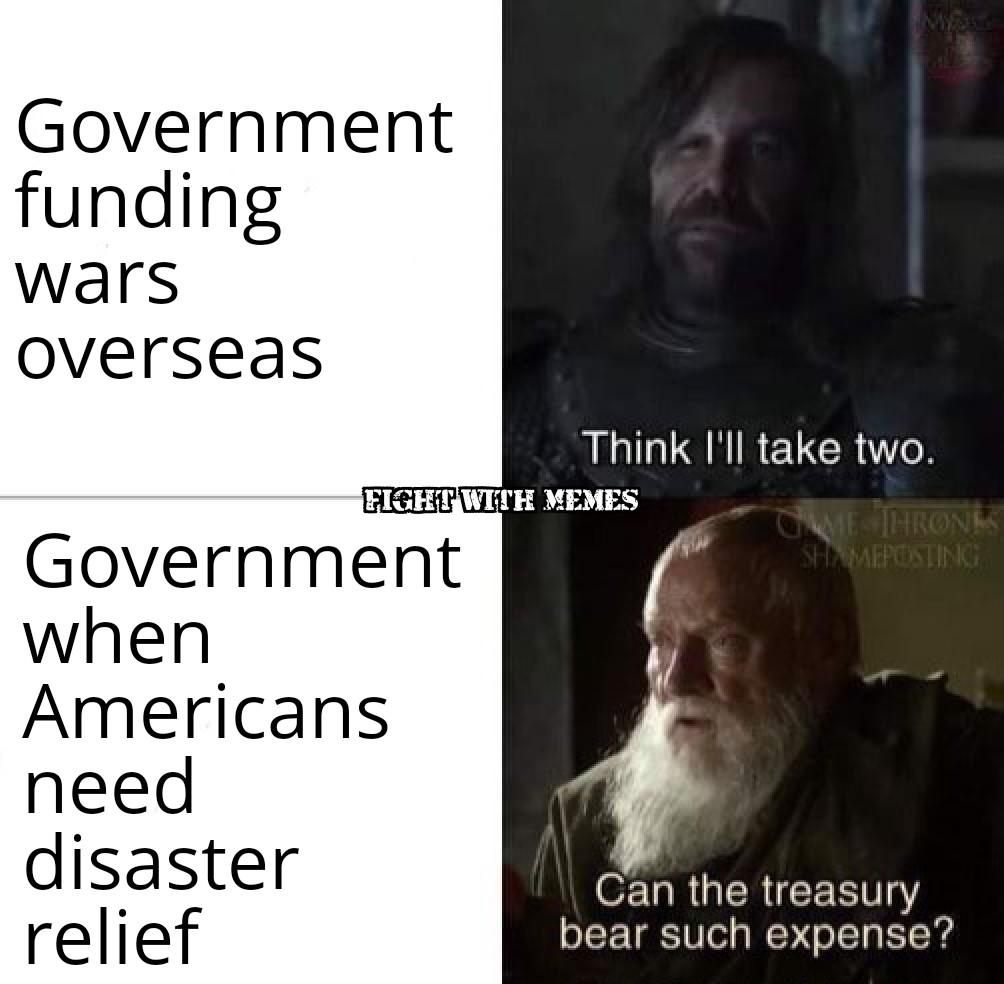 Government
funding
wars
overseas
Think I'll take two.
FIGHT WITH MEMES
GAME OF THRONES
SHAMEPOSTING
Government
when
Americans
need
disaster
relief
Can the treasury
bear such expense?